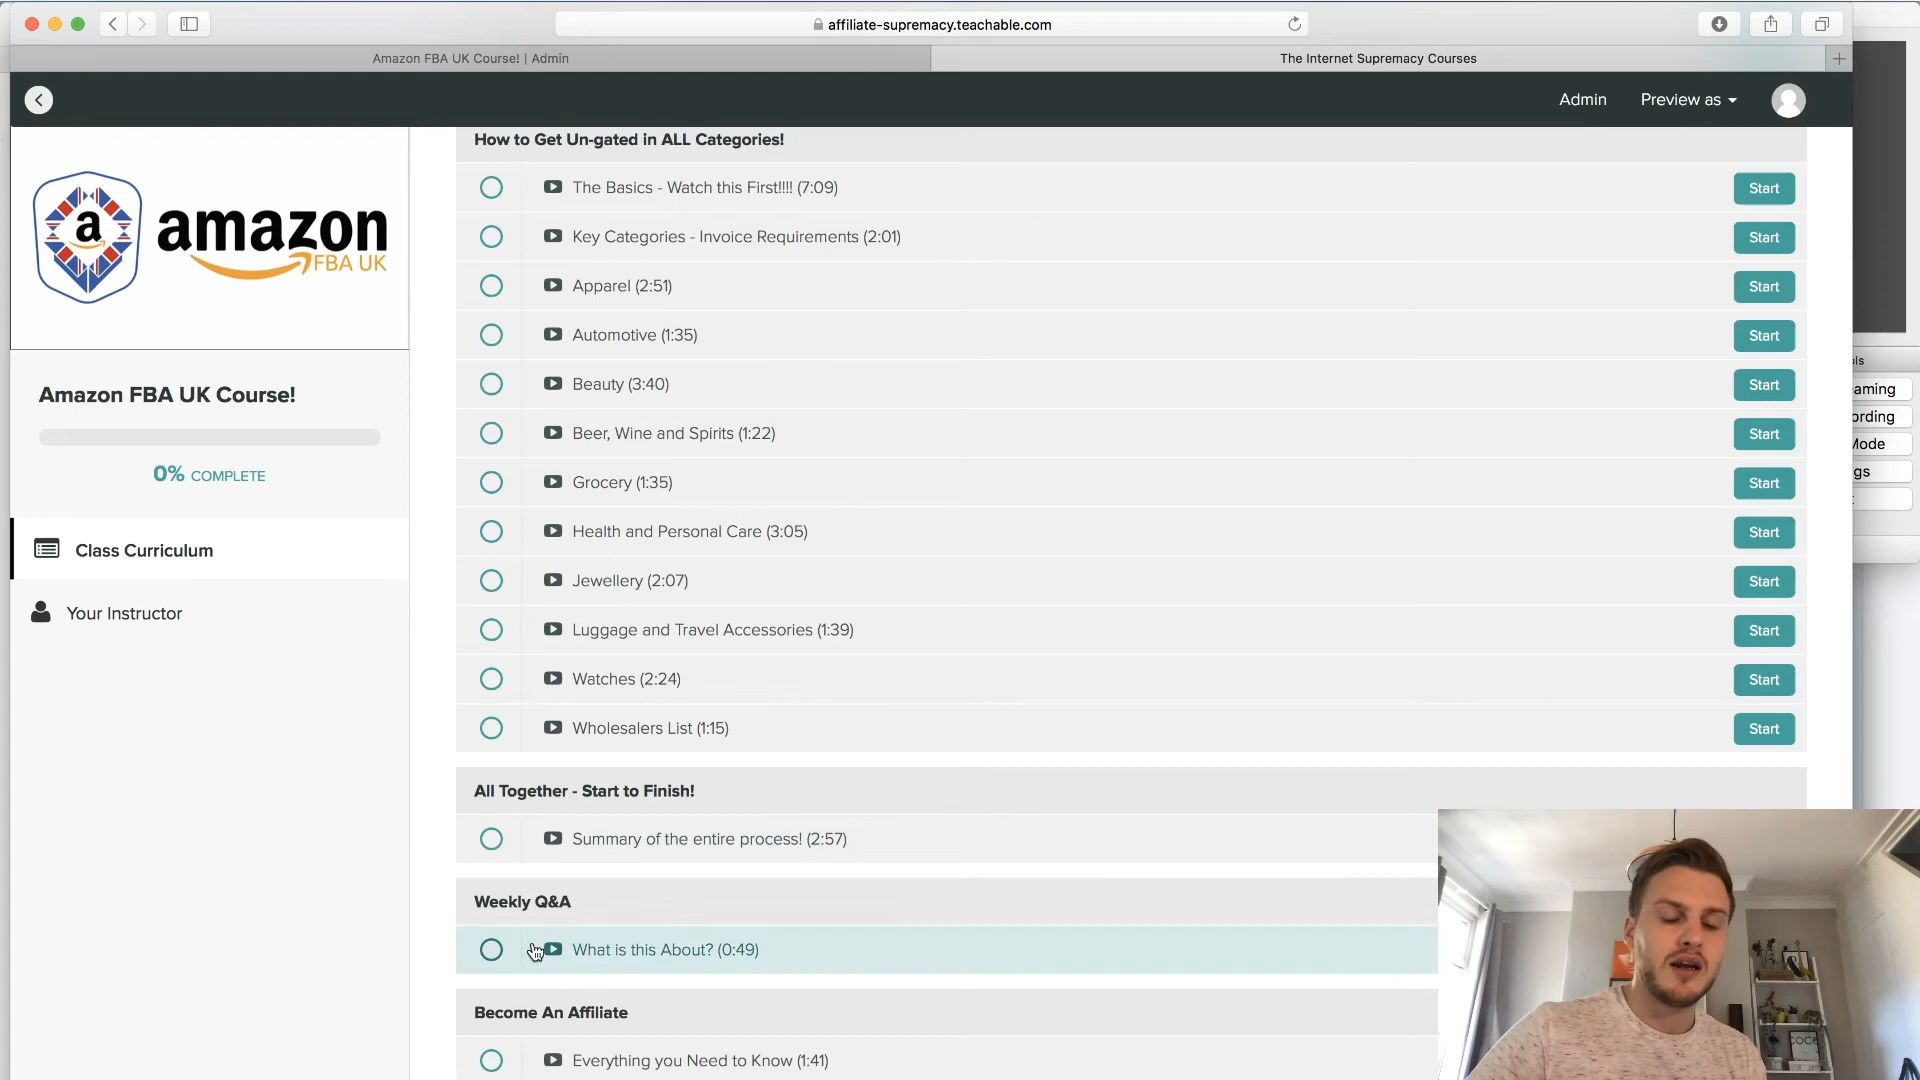 affiliate-supremacy.teachable.com
Amazon FBA UK Course! | Admin
The Internet Supremacy Courses
Admin
Preview as
a amazon
FBA UK
Amazon FBA UK Course!
0% COMPLETE
Class Curriculum
Your Instructor
How to Get Un-gated in ALL Categories!
The Basics - Watch this First!!!! (7:09)
Start
Key Categories - Invoice Requirements (2:01)
Start
Apparel (2:51)
Start
Automotive (1:35)
Start
Beauty (3:40)
Start
Beer, Wine and Spirits (1:22)
Start
Grocery (1:35)
Start
Health and Personal Care (3:05)
Start
Jewellery (2:07)
Start
Luggage and Travel Accessories (1:39)
Start
Watches (2:24)
Start
Wholesalers List (1:15)
Start
All Together - Start to Finish!
Summary of the entire process! (2:57)
Weekly Q&A
What is this About? (0:49)
Become An Affiliate
Everything you Need to Know (1:41)
Mode